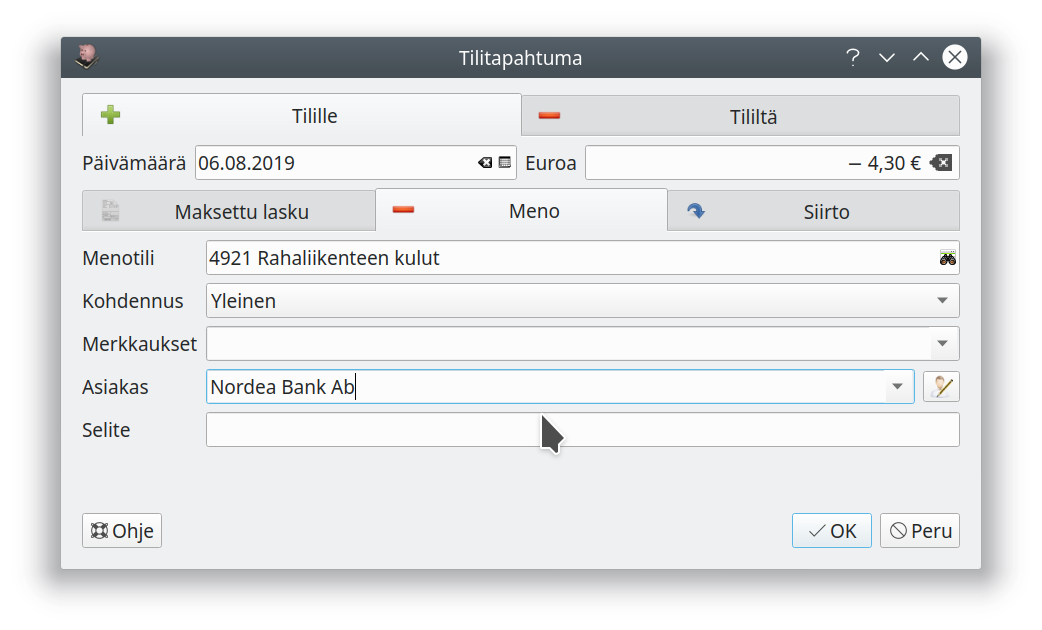 Tilitapahtuma
Tilille Tililtä
Päivämäärä 06.08.2019 Euroa – 4,30 €
Maksettu lasku Meno Siirto
Menotili 4921 Rahaliikenteen kulut
Kohdennus Yleinen
Merkkaukset
Asiakas Nordea Bank Ab
Selite
Ohje OK Peru